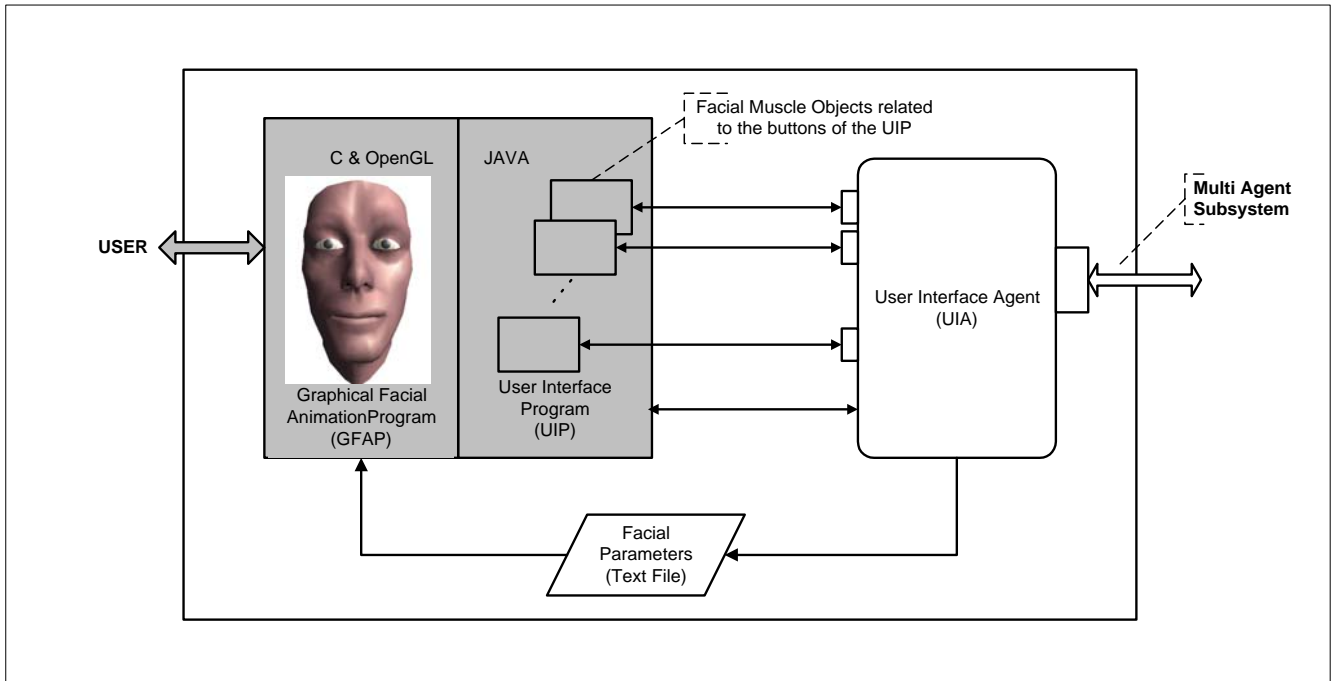 Facial Muscle Objects related
to the buttons of the UIP
C & OpenGL
JAVA
USER
Multi Agent
Subsystem
User Interface Agent
(UIA)
Graphical Facial
AnimationProgram
(GFAP)
User Interface
Program
(UIP)
Facial
Parameters
(Text File)